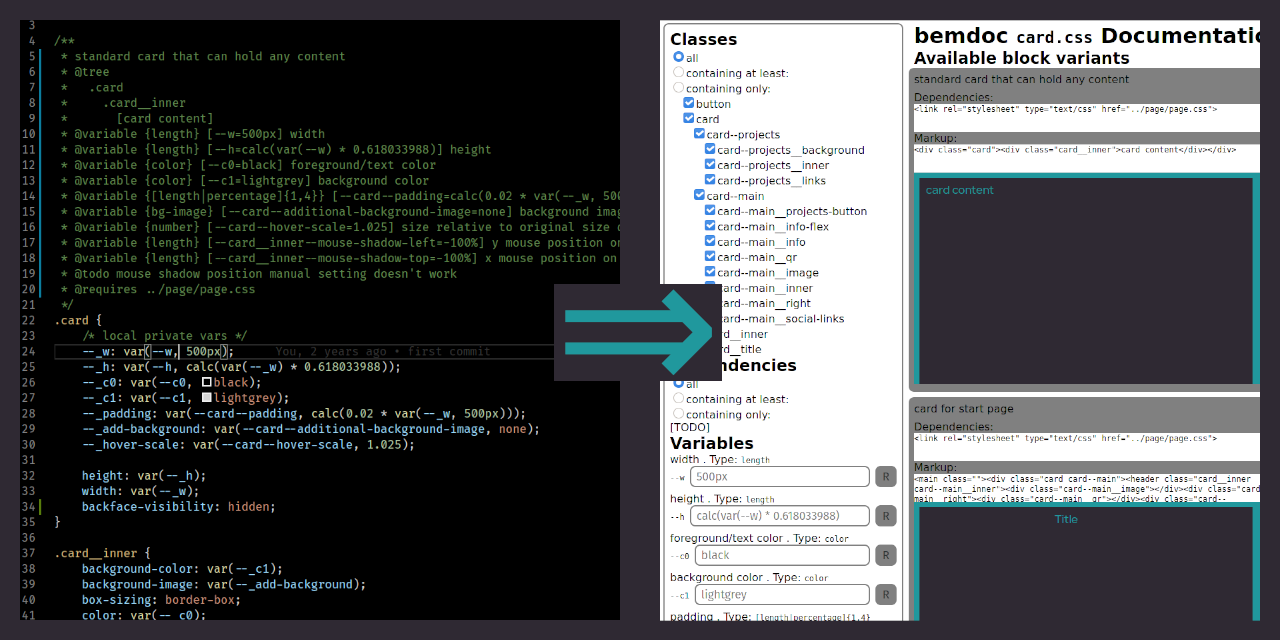 3
4 /**
5 * standard card that can hold any content
6 * @tree
7 * .card
8 * .card__inner
9 * [card content]
10 * @variable {length} [--w=500px] width
11 * @variable {length} [--h=calc(var(--w) * 0.618033988)] height
12 * @variable {color} [--c0=black] foreground/text color
13 * @variable {color} [--c1=lightgrey] background color
14 * @variable {[length|percentage]{1,4}} [--card--padding=calc(0.02 * var(--_w, 500
15 * @variable {bg-image} [--card--additional-background-image=none] background imag
16 * @variable {number} [--card--hover-scale=1.025] size relative to original size
17 * @variable {length} [--card__inner--mouse-shadow-left=-100%] y mouse position on
18 * @variable {length} [--card__inner--mouse-shadow-top=-100%] x mouse position on
19 * @todo mouse shadow position manual setting doesn't work
20 * @requires ../page/page.css
21 */
22 .card {
23 /* local private vars */
24 --_w: var(--w, 500px); You, 2 years ago • first commit
25 --_h: var(--h, calc(var(--_w) * 0.618033988));
26 --_c0: var(--c0, black);
27 --_c1: var(--c1, lightgrey);
28 --_padding: var(--card--padding, calc(0.02 * var(--_w, 500px)));
29 --_add-background: var(--card--additional-background-image, none);
30 --_hover-scale: var(--card--hover-scale, 1.025);
31
32 height: var(--_h);
33 width: var(--_w);
34 backface-visibility: hidden;
35 }
36
37 .card__inner {
38 background-color: var(--_c1);
39 background-image: var(--_add-background);
40 box-sizing: border-box;
41 color: var(--_c0);
Classes
all
containing at least:
containing only:
button
card
card--projects
card--projects__background
card--projects__inner
card--projects__links
card--main
card--main__projects-button
card--main__info-flex
card--main__info
card--main__qr
card--main__image
card--main__inner
card--main__right
card--main__social-links
rd__inner
rd__title
ndencies
all
containing at least:
containing only:
[TODO]
Variables
width . Type: length
--w 500px R
height . Type: length
--h calc(var(--w) * 0.618033988) R
foreground/text color . Type: color
--c0 black R
background color . Type: color
--c1 lightgrey R
padding . Type: [length|percentage]{1,4}
bemdoc card.css Documentatio
Available block variants
standard card that can hold any content
Dependencies:
<link rel="stylesheet" type="text/css" href="../page/page.css">
Markup:
<div class="card"><div class="card__inner">card content</div></div>
card content
card for start page
Dependencies:
<link rel="stylesheet" type="text/css" href="../page/page.css">
Markup:
<main class=""><div class="card card--main"><header class="card__inner
card--main__inner"><div class="card--main__image"></div><div class="card
main__right"><div class="card--main__qr"></div><div class="card--
Title